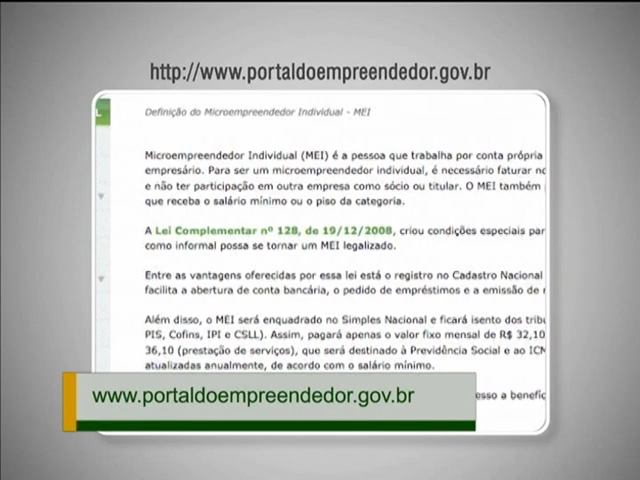 http://www.portaldoempreendedor.gov.br
L
Definição do Microempreendedor Individual - MEI
Microempreendedor Individual (MEI) é a pessoa que trabalha por conta própria
empresário. Para ser um microempreendedor individual, é necessário faturar
e não ter participação em outra empresa como sócio ou titular. O MEI também
que receba o salário mínimo ou o piso da categoria.
A Lei Complementar nº 128, de 19/12/2008, criou condições especiais par
como informal possa se tornar um MEI legalizado.
Entre as vantagens oferecidas por essa lei está o registro no Cadastro Nacional
facilita a abertura de conta bancária, o pedido de empréstimos e a emissão de
Além disso, o MEI será enquadrado no Simples Nacional e ficará isento dos tribu
PIS, Cofins, IPI e CSLL). Assim, pagará apenas o valor fixo mensal de R$ 32,10
36,10 (prestação de serviços), que será destinado à Previdência Social e ao
atualizadas anualmente, de acordo com o salário mínimo.
esso a benefíc
www.portaldoempreendedor.gov.br